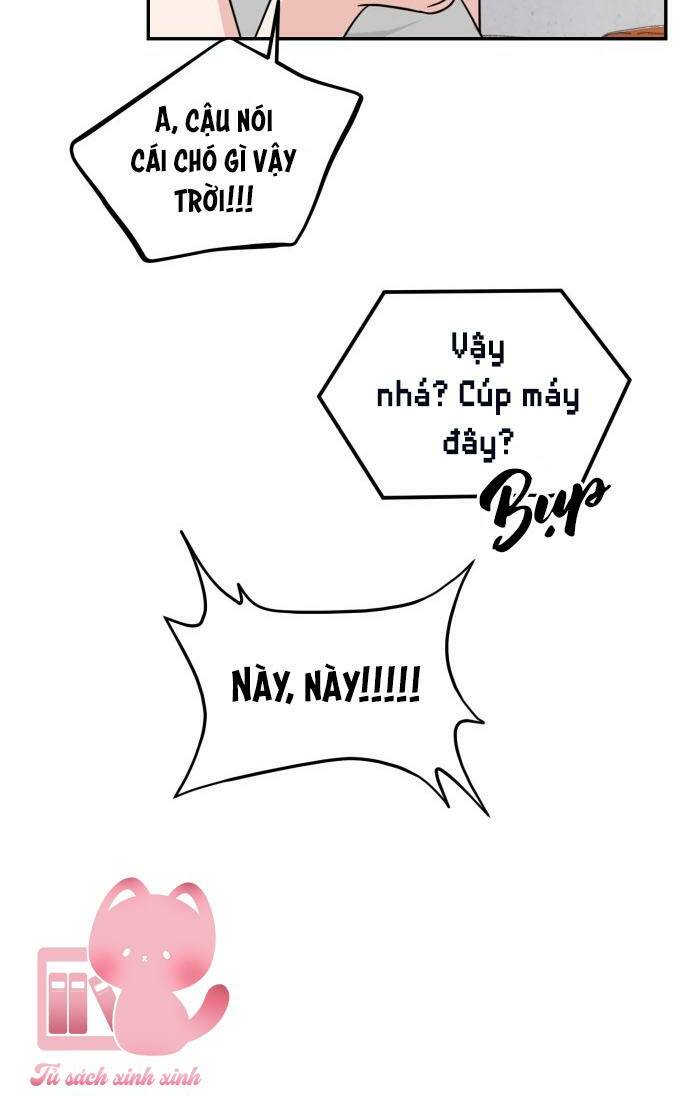 A, CẬU NÓI
CÁI CHÓ GÌ VẬY
TRỜI!!!
Vậy
nhá? Cúp máy
đây?
Bụp
NÀY, NÀY!!!!!
Tủ sách xinh xinh